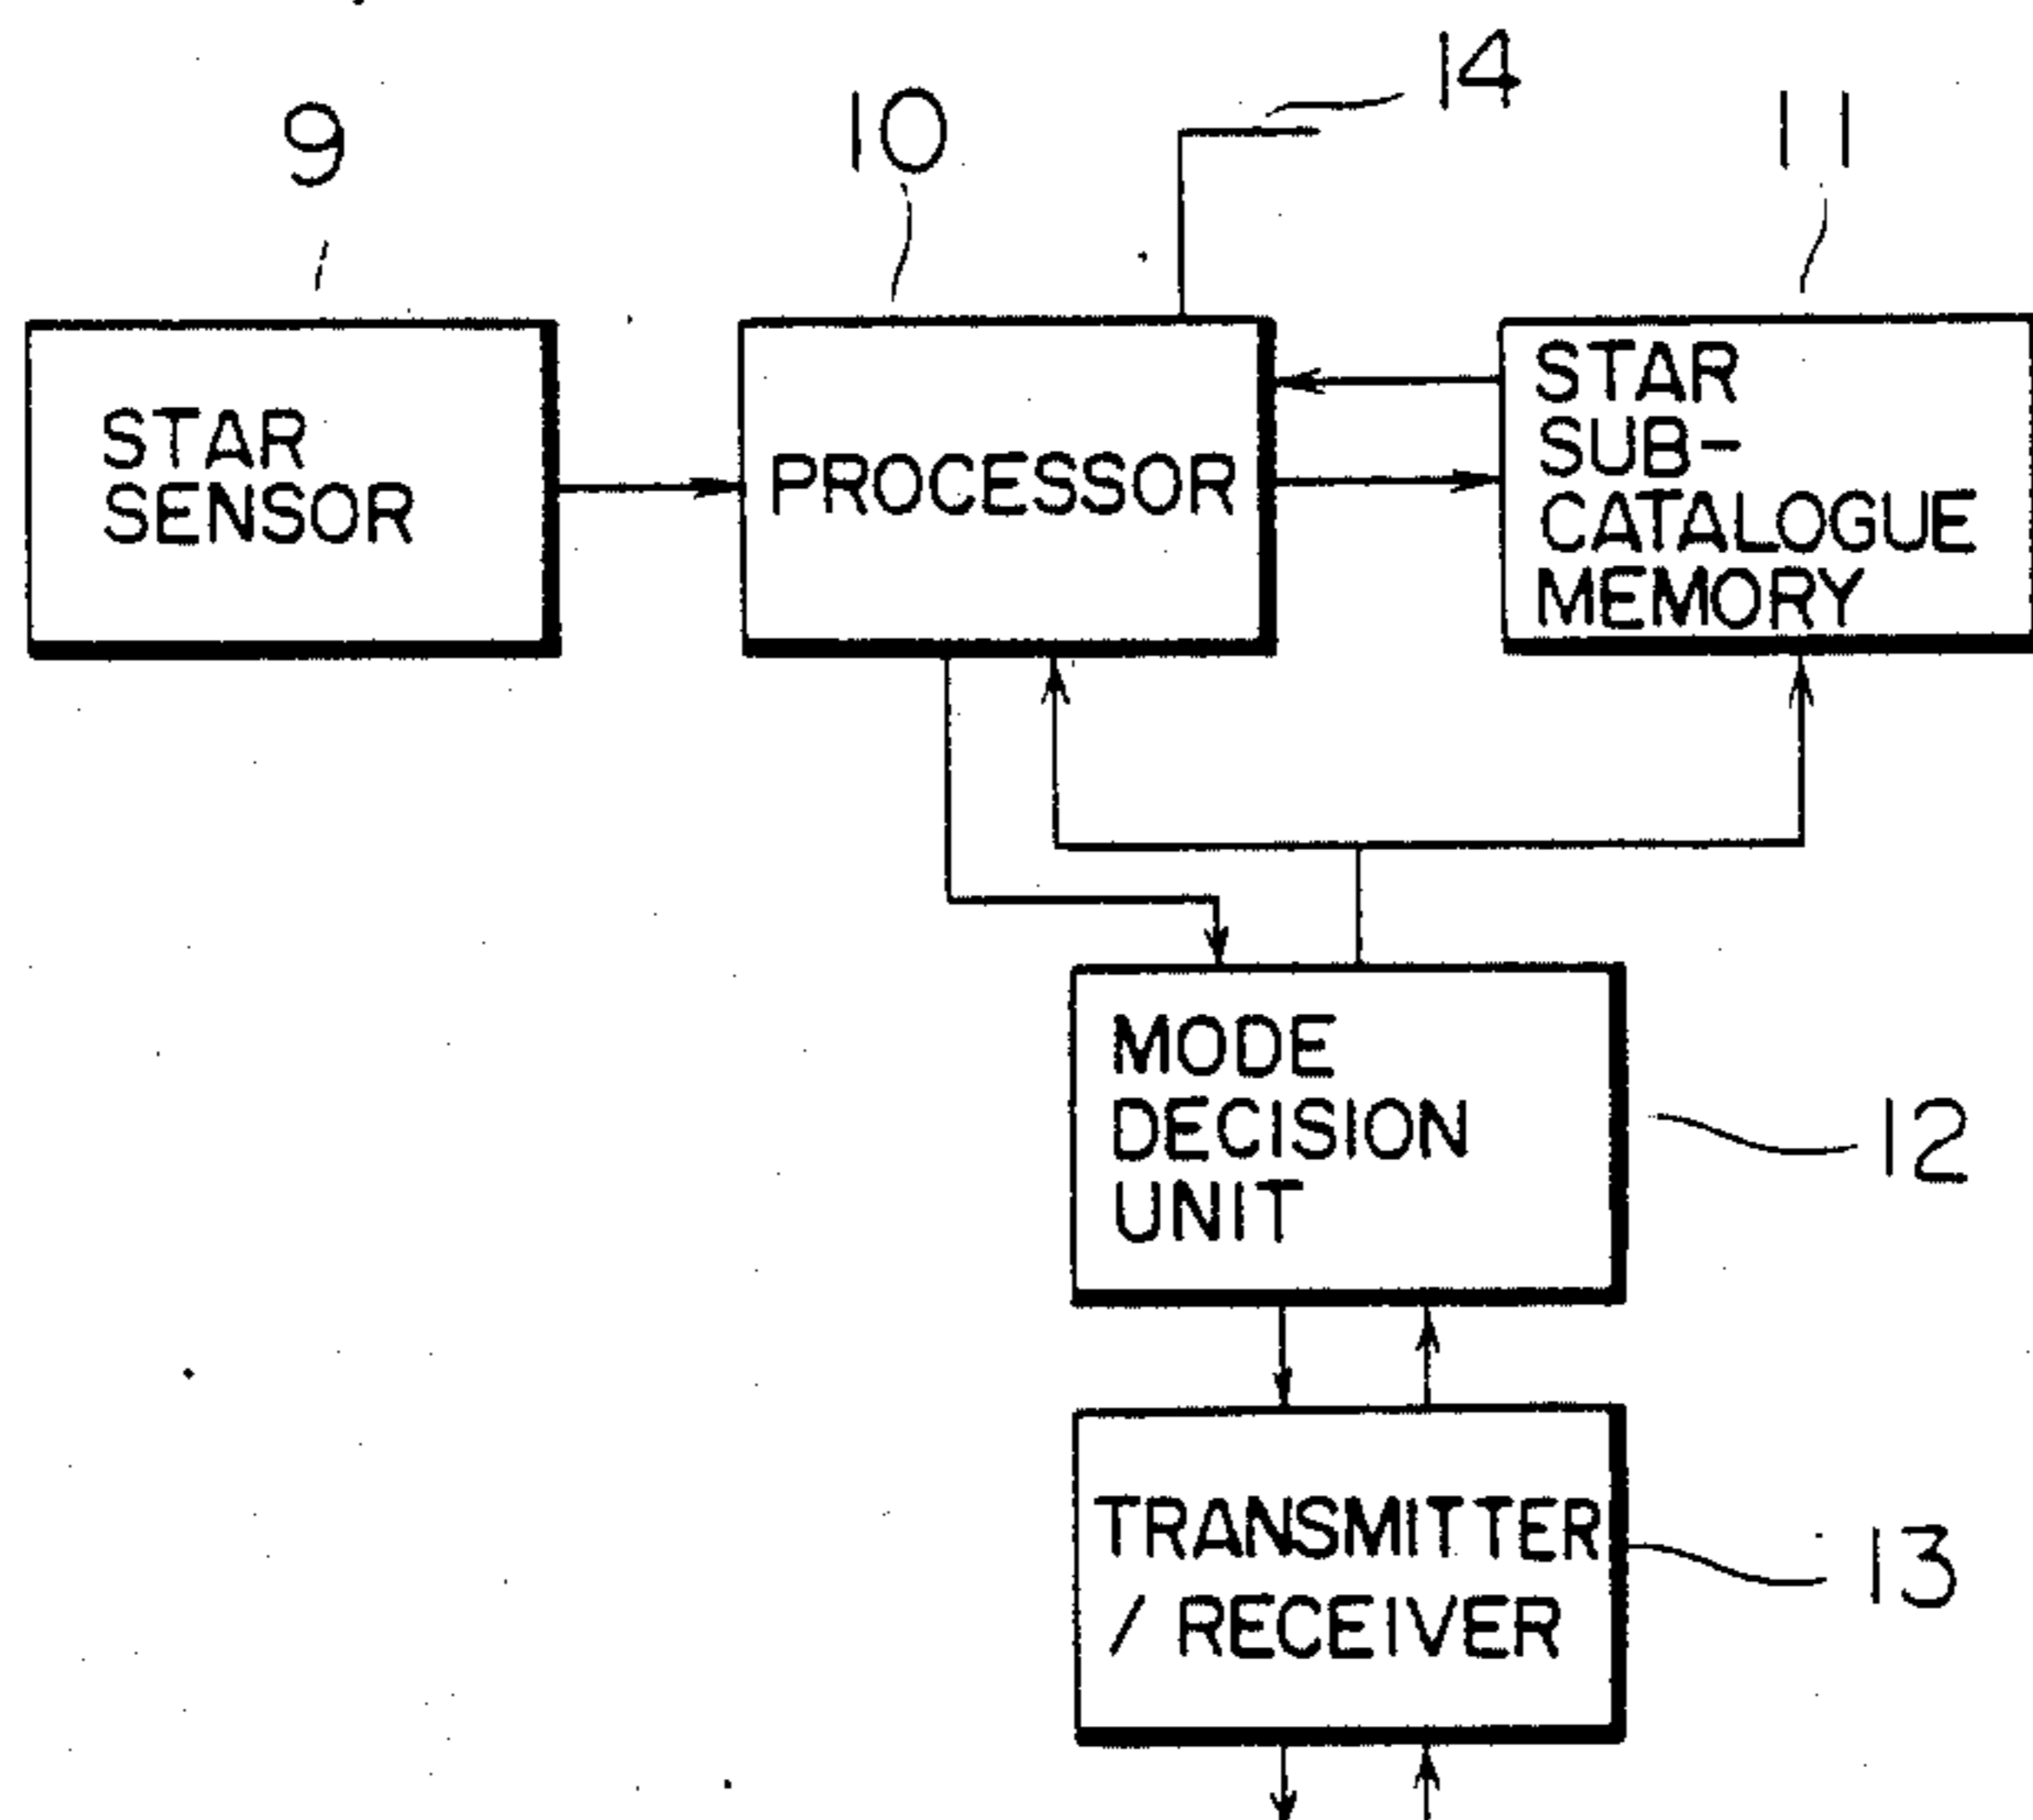 14
9
10
11
STAR
SENSOR
PROCESSOR
STAR
SUB-
CATALOGUE
MEMORY
MODE
DECISION
UNIT
12
TRANSMITTER
/ RECEIVER
13